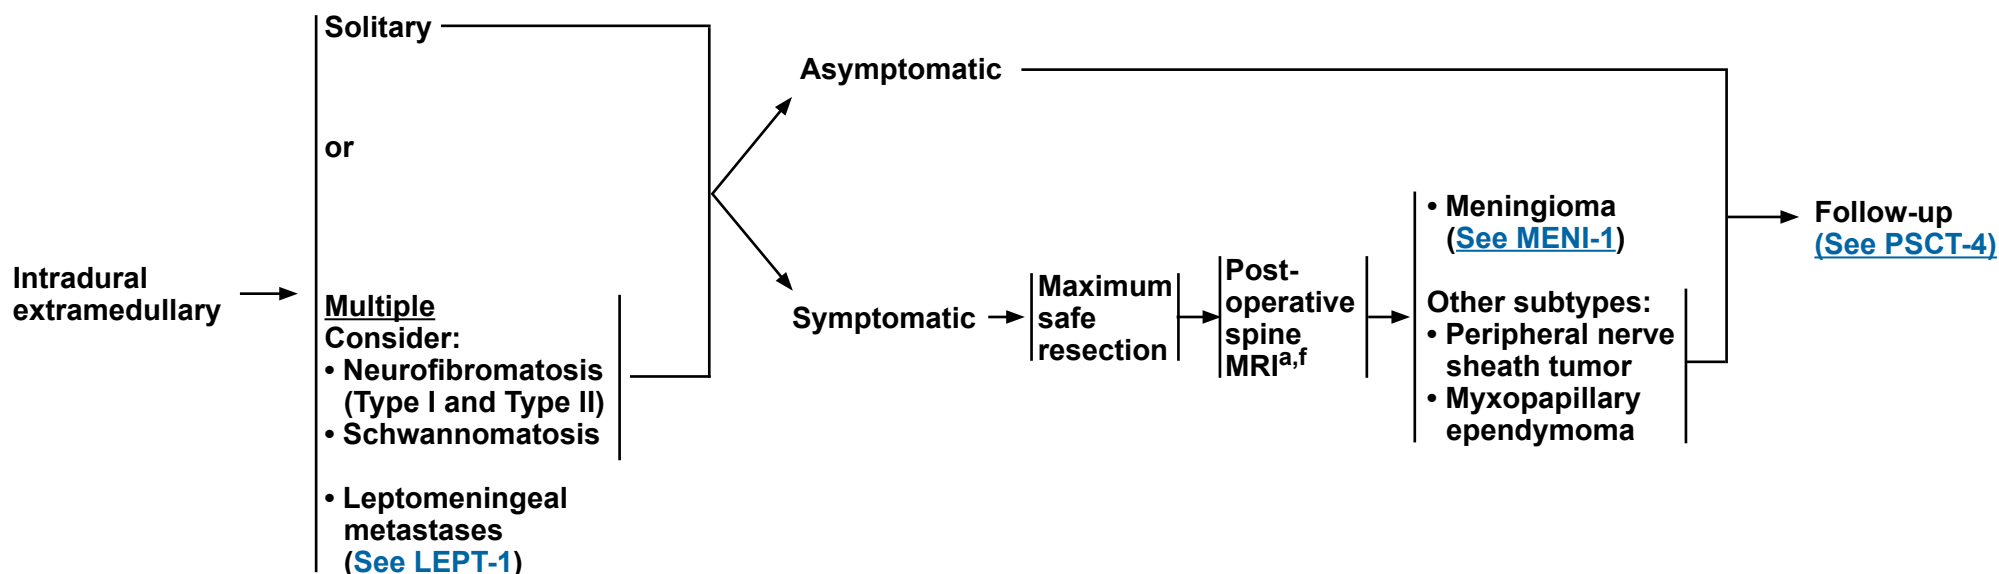 Intradural
extramedullary
Solitary
or
Multiple
Consider:
• Neurofibromatosis
(Type I and Type II)
• Schwannomatosis
• Leptomeningeal
metastases
(See LEPT-1)
Asymptomatic
Symptomatic
Maximum
safe
resection
Post-
operative
spine
MRIa,f
• Meningioma
(See MENI-1)
Other subtypes:
• Peripheral nerve
sheath tumor
• Myxopapillary
ependymoma
Follow-up
(See PSCT-4)